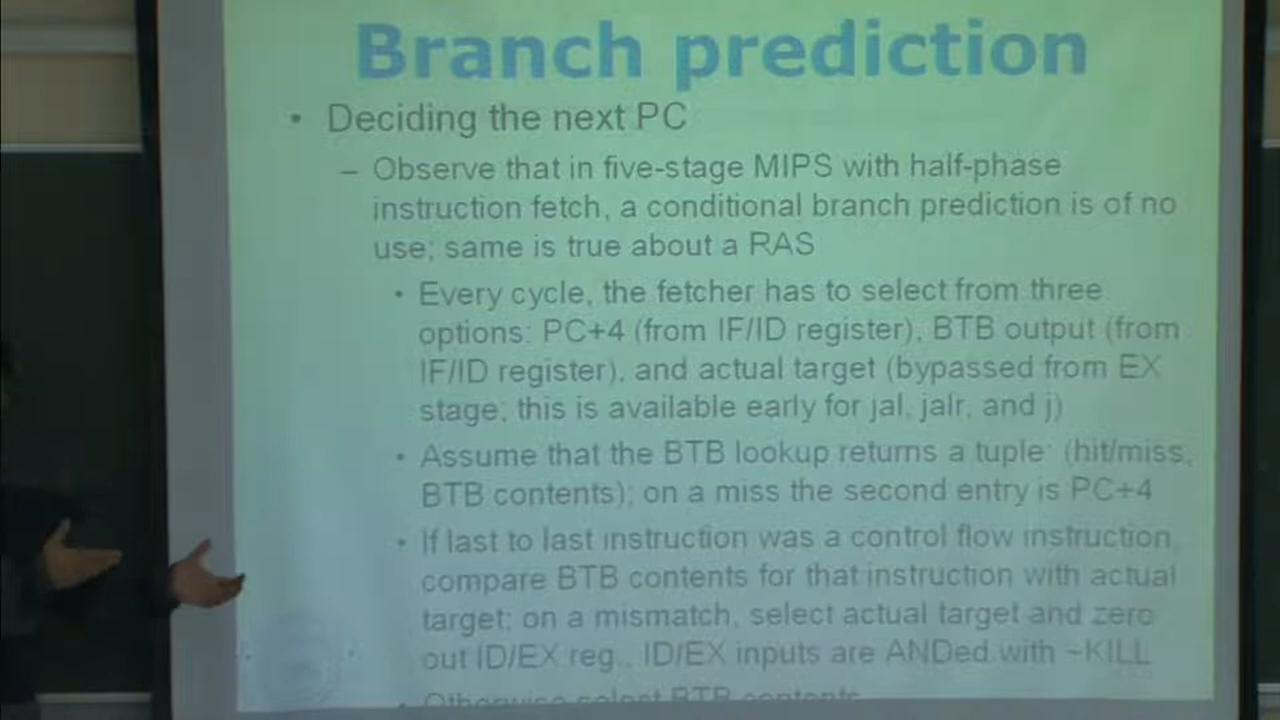 Branch prediction
• Deciding the next PC
– Observe that in five-stage MIPS with half-phase
instruction fetch, a conditional branch prediction is of no
use; same is true about a RAS
• Every cycle, the fetcher has to select from three
options: PC+4 (from IF/ID register), BTB output (from
IF/ID register), and actual target (bypassed from EX
stage; this is available early for jal, jalr, and j)
• Assume that the BTB lookup returns a tuple: (hit/miss,
BTB contents); on a miss the second entry is PC+4
• If last to last instruction was a control flow instruction,
compare BTB contents for that instruction with actual
target; on a mismatch, select actual target and zero
out ID/EX reg., ID/EX inputs are ANDed with ~KILL
• Otherwise select BTB contents